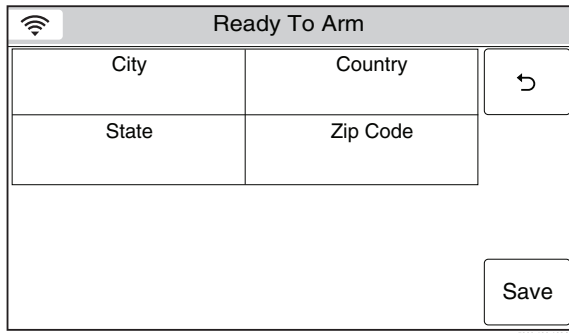 Ready To Arm
City
Country
State
Zip Code
Save